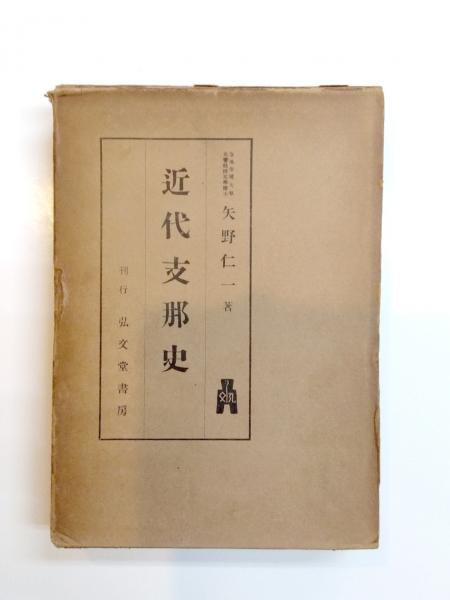 矢野仁一著
近代支那史
刊行 弘文堂書房